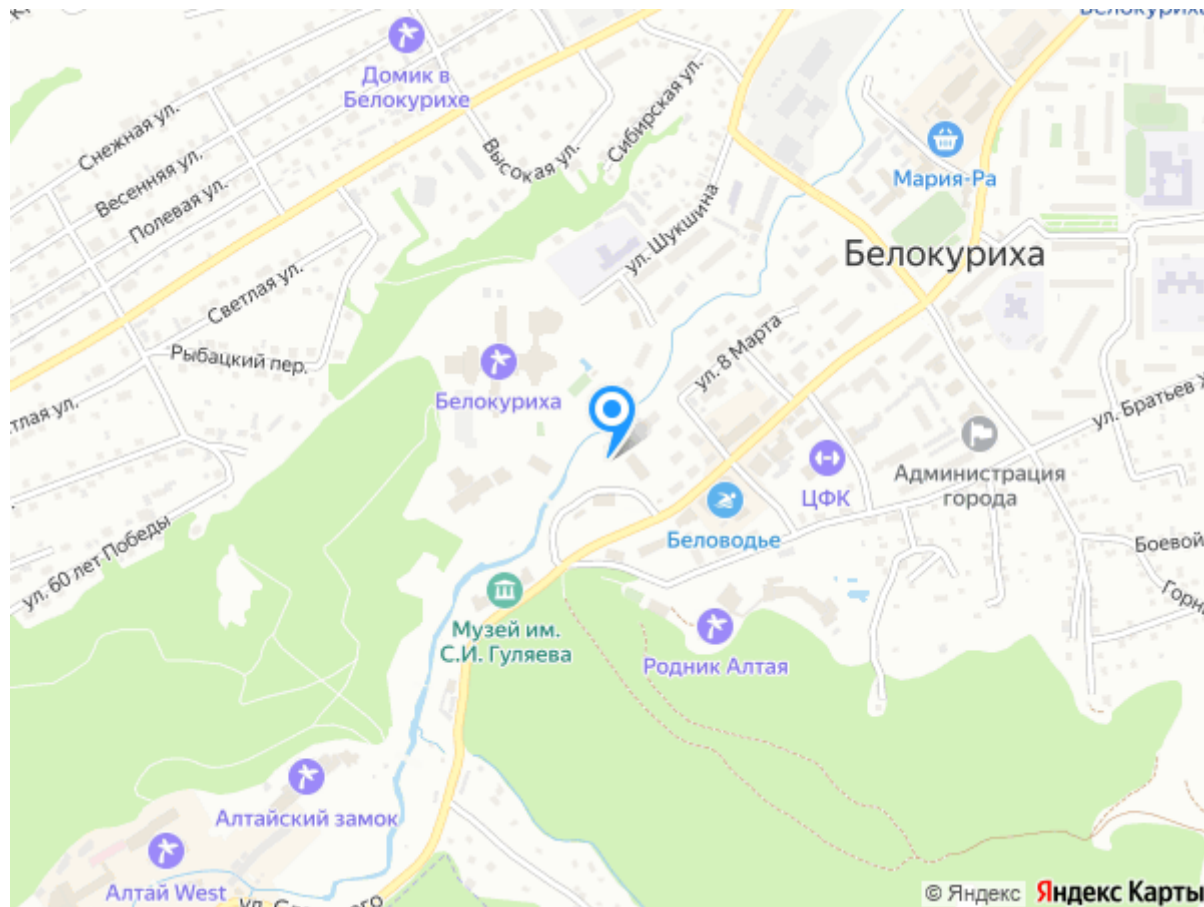 Домик в
Белокурихе
Снежная ул.
Весенняя ул.
Полевая ул.
Высокая ул.
Сибирская ул.
Мария-Ра
ул. Шукшина
Белокуриха
Светлая ул.
Рыбацкий пер.
ул. 8 Марта
Белокуриха
ул. Братьев
Администрация
города
ЦФК
Беловодье
ул. 60 лет Победы
Боевой
Музей им.
С.И. Гуляева
Родник Алтая
Алтайский замок
Алтай West
© Яндекс Яндекс Карты